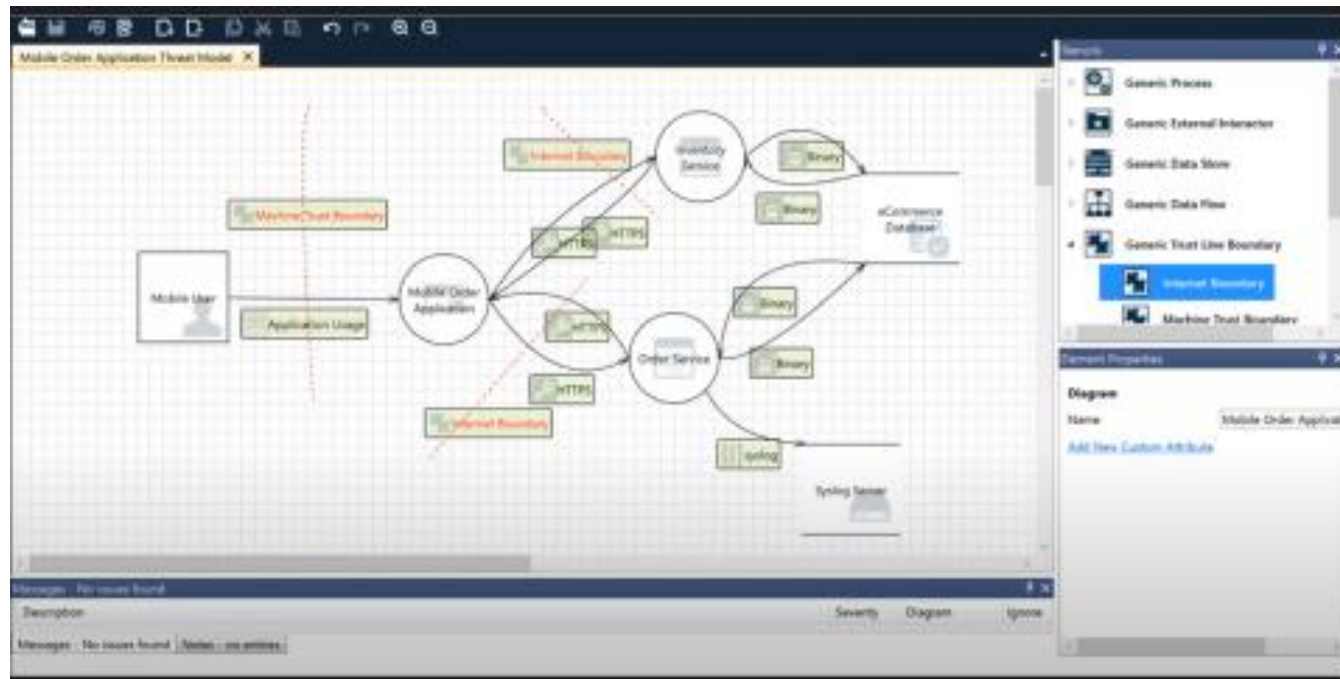 Mobile Order Application Threat Model
Generic
Generic Process
Generic External Interactor
Generic Data Store
Generic Data Flow
Generic Trust Line Boundary
Internet Boundary
Machine Trust Boundary
Internet Boundary
Inventory
Service
Binary
Binary
eCommerce
Database
Machine Trust Boundary
HTTPS
HTTPS
Mobile User
Mobile Order
Application
Application Usage
Binary
HTTPS
Order Service
Binary
HTTPS
Internet Boundary
syslog
Syslog Server
Element Properties
Diagram
Name
Mobile Order Applicat
Add New Custom Attribute
Messages - No issues found
Description
Severity
Diagram
Ignore
Messages - No issues found
Notes - no entries